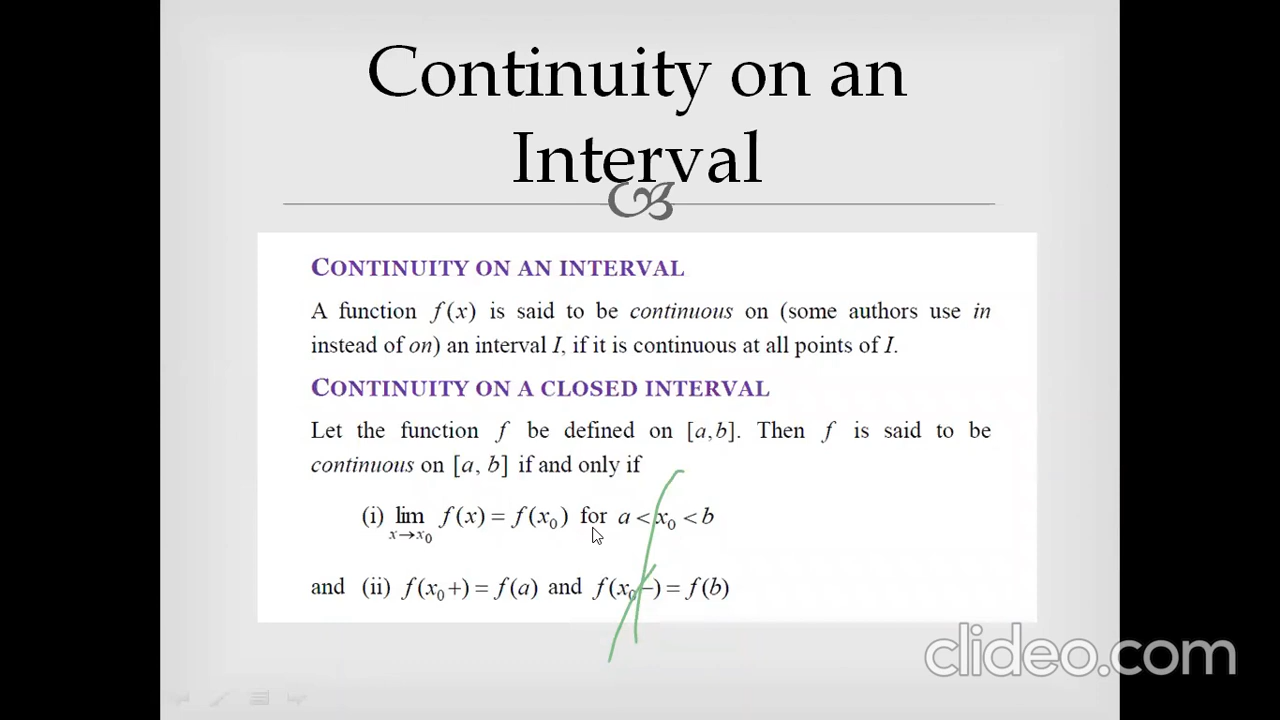 Continuity on an
Interval
CONTINUITY ON AN INTERVAL
A function f(x) is said to be continuous on (some authors use in
instead of on) an interval I, if it is continuous at all points of I.
CONTINUITY ON A CLOSED INTERVAL
Let the function f be defined on [a,b]. Then f is said to be
continuous on [a, b] if and only if
(i) lim f(x) = f(x₀) for a < x₀ < b
x→x₀
and (ii) f(x₀+) = f(a) and f(x₀−) = f(b)
clideo.com